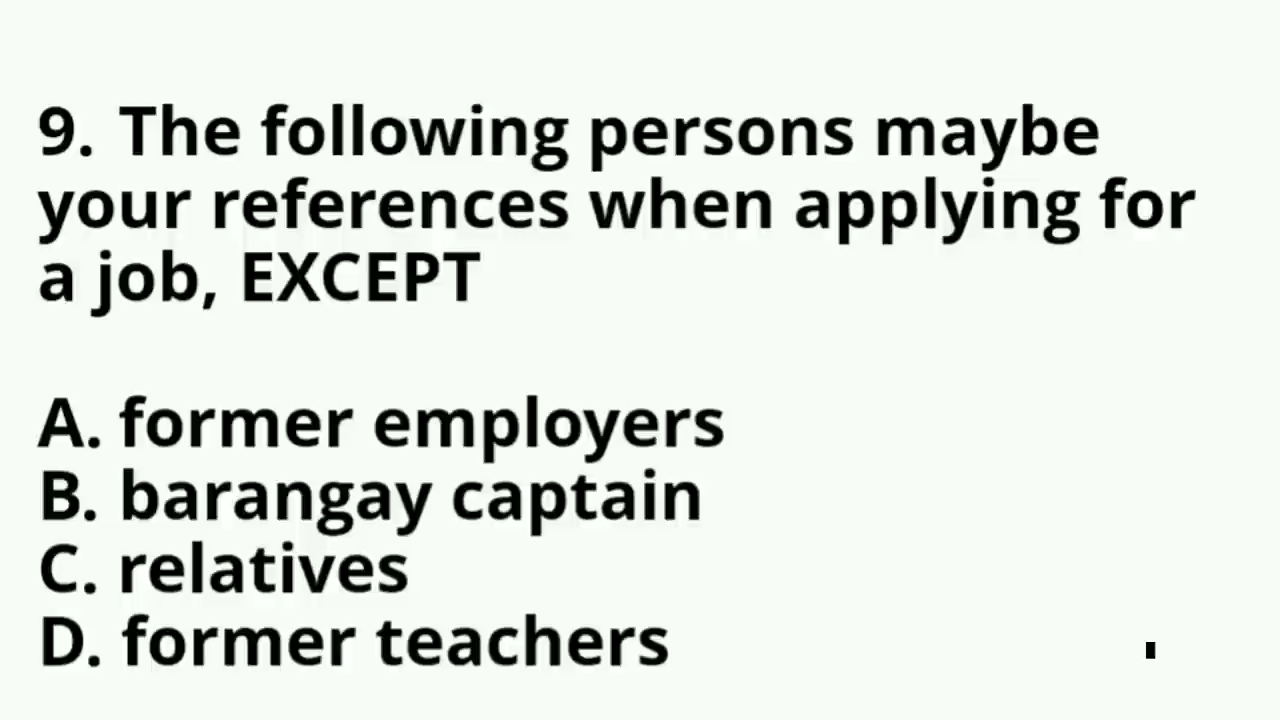 9. The following persons maybe
your references when applying for
a job, EXCEPT
A. former employers
B. barangay captain
C. relatives
D. former teachers